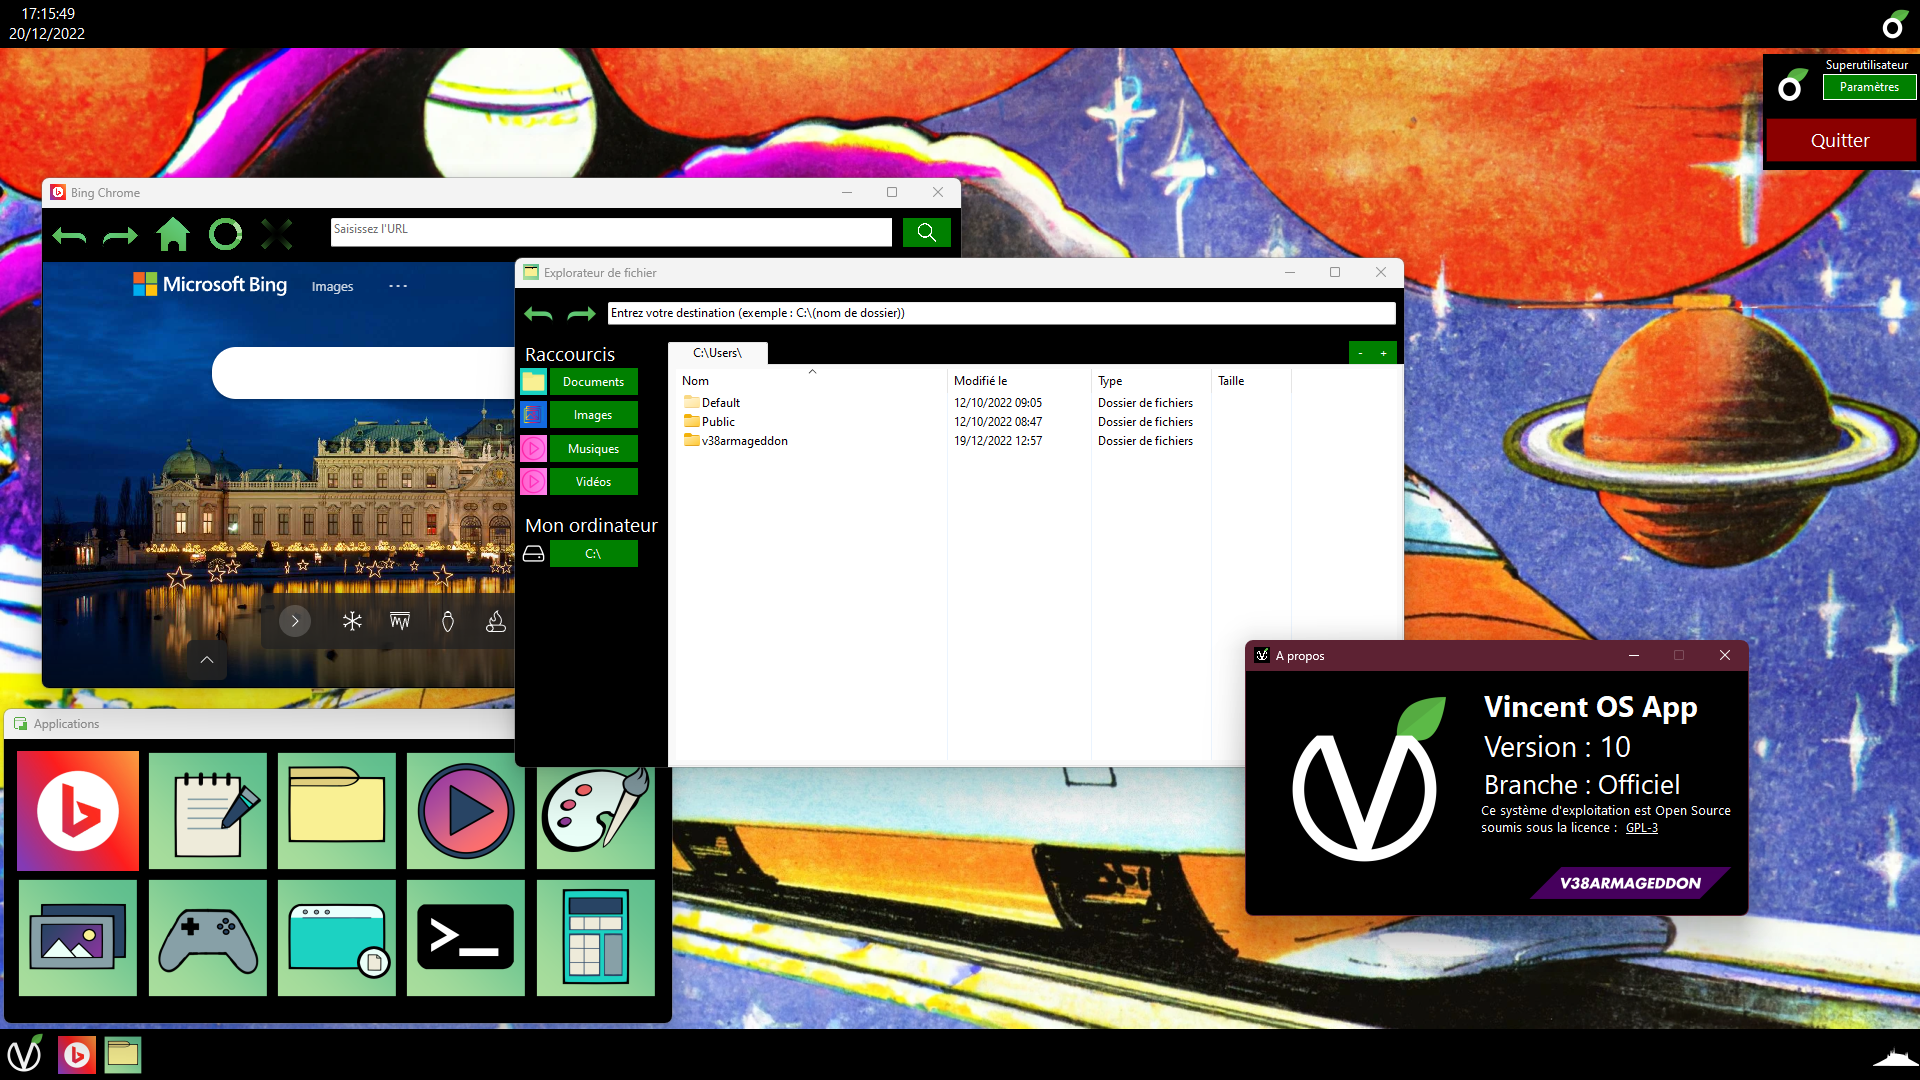 17:15:49
20/12/2022
Superutilisateur
Paramètres
Quitter
Bing Chrome
Saisissez l'URL
Microsoft Bing
Images
Explorateur de fichier
Entrez votre destination (exemple : C:\(nom de dossier))
Raccourcis
Documents
Images
Musiques
Vidéos
Mon ordinateur
C:\
C:\Users\
- +
Nom Modifié le Type Taille
Default 12/10/2022 09:05 Dossier de fichiers
Public 12/10/2022 08:47 Dossier de fichiers
v38armageddon 19/12/2022 12:57 Dossier de fichiers
A propos
Vincent OS App
Version : 10
Branche : Officiel
Ce système d'exploitation est Open Source
soumis sous la licence : GPL-3
V38ARMAGEDDON
Applications